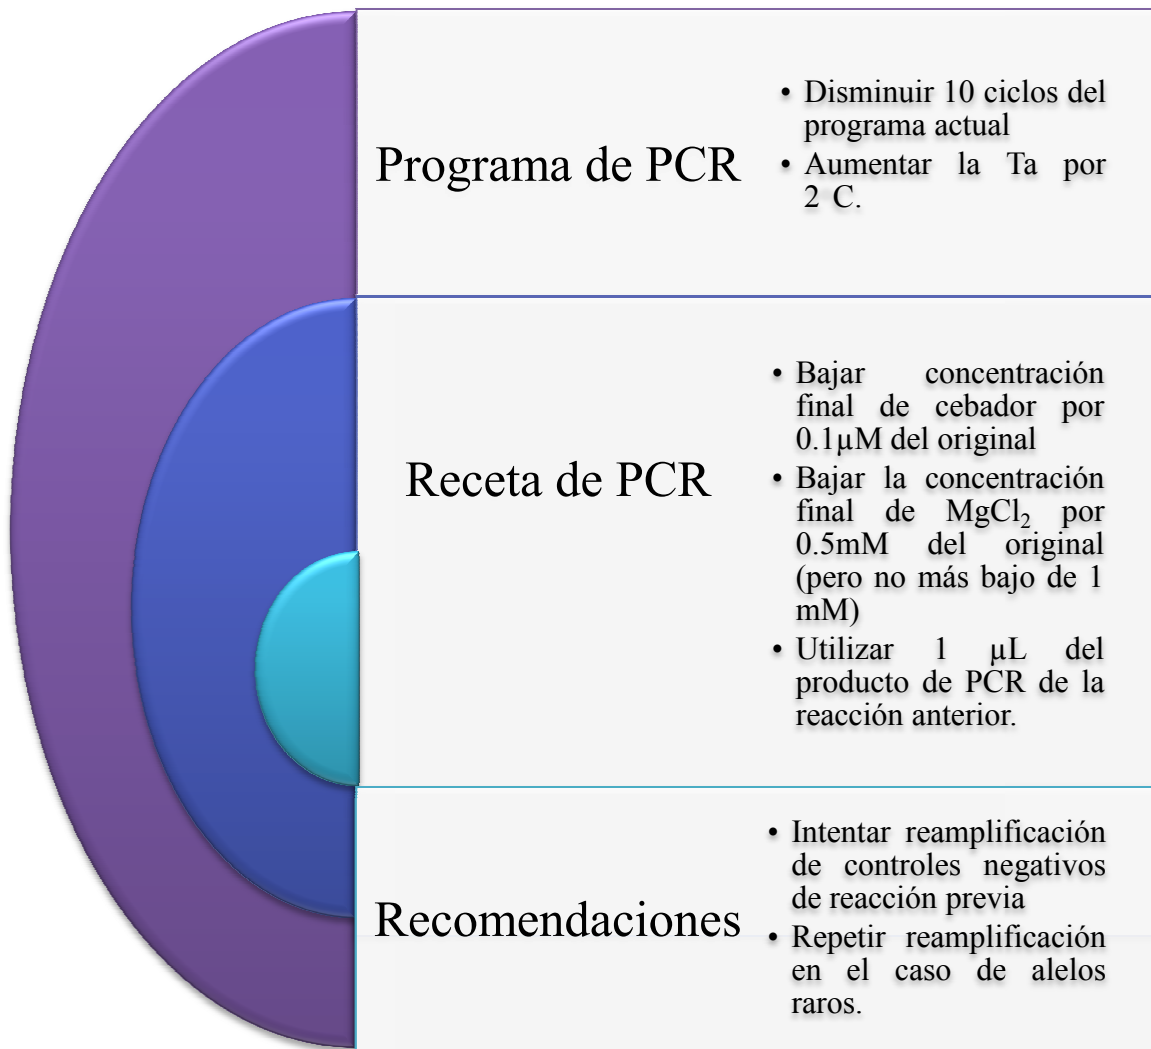 Programa de PCR
• Disminuir 10 ciclos del
programa actual
• Aumentar la Ta por
2 C.
Receta de PCR
• Bajar concentración
final de cebador por
0.1µM del original
• Bajar la concentración
final de MgCl₂ por
0.5mM del original
(pero no más bajo de 1
mM)
• Utilizar 1 µL del
producto de PCR de la
reacción anterior.
Recomendaciones
• Intentar reamplificación
de controles negativos
de reacción previa
• Repetir reamplificación
en el caso de alelos
raros.